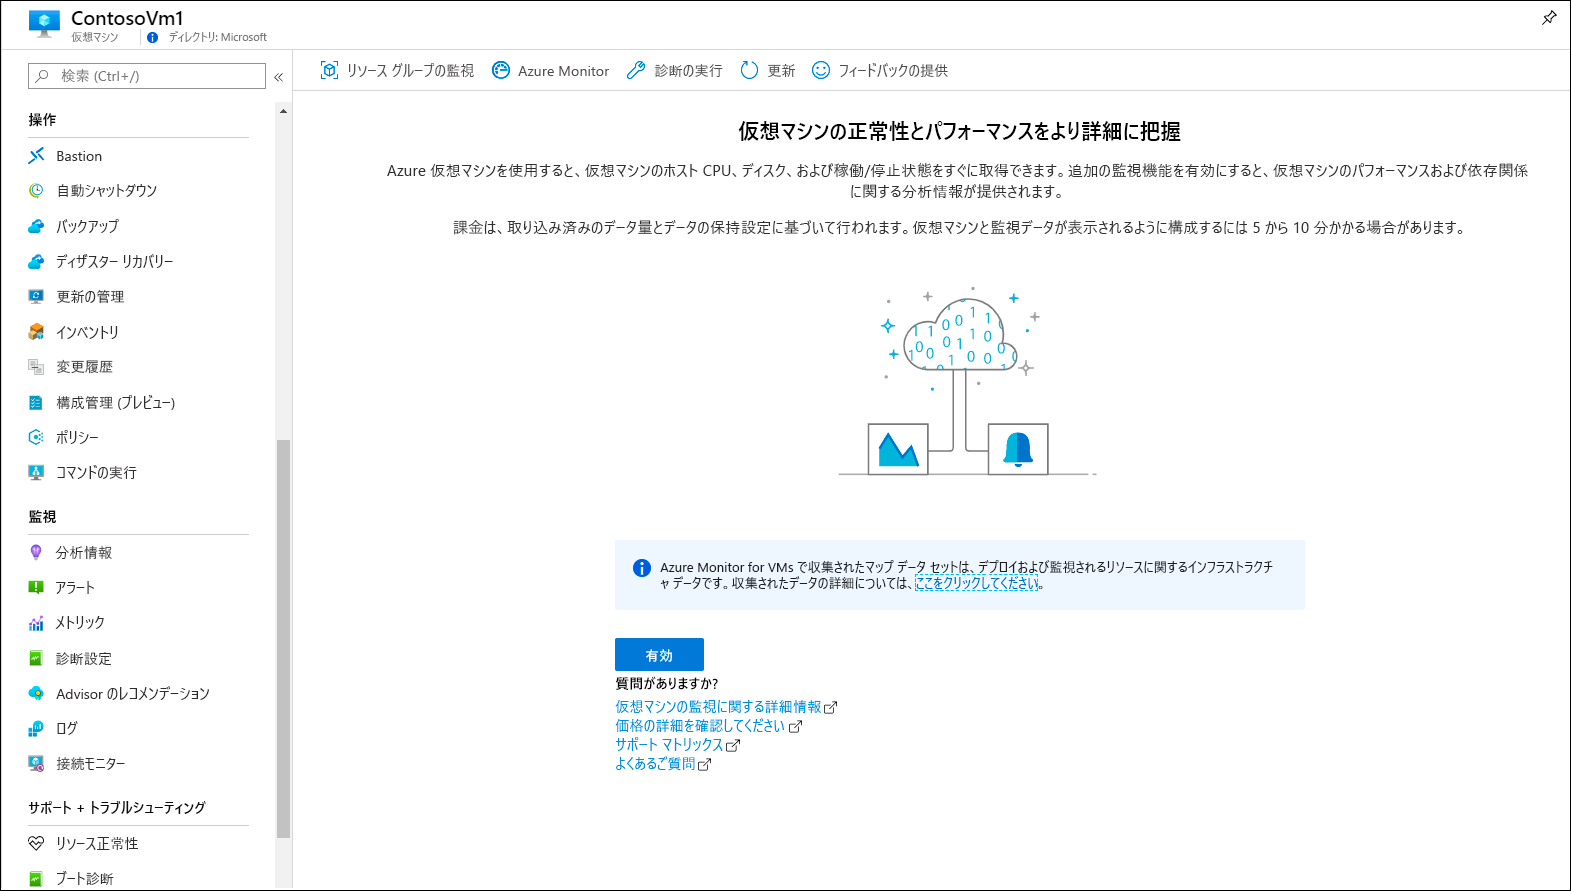 ContosoVm1
仮想マシン
ディレクトリ: Microsoft
検索 (Ctrl+/)
«
操作
Bastion
自動シャットダウン
バックアップ
ディザスター リカバリー
更新の管理
インベントリ
変更履歴
構成管理 (プレビュー)
ポリシー
コマンドの実行
監視
分析情報
アラート
メトリック
診断設定
Advisor のレコメンデーション
ログ
接続モニター
サポート + トラブルシューティング
リソース正常性
ブート診断
リソース グループの監視
Azure Monitor
診断の実行
更新
フィードバックの提供
仮想マシンの正常性とパフォーマンスをより詳細に把握
Azure 仮想マシンを使用すると、仮想マシンのホスト CPU、ディスク、および稼働/停止状態をすぐに取得できます。追加の監視機能を有効にすると、仮想マシンのパフォーマンスおよび依存関係
に関する分析情報が提供されます。
課金は、取り込み済みのデータ量とデータの保持設定に基づいて行われます。仮想マシンと監視データが表示されるように構成するには 5 から 10 分かかる場合があります。
Azure Monitor for VMs で収集されたマップ データ セットは、デプロイおよび監視されるリソースに関するインフラストラクチ
ャ データです。収集されたデータの詳細については、ここをクリックしてください。
有効
質問がありますか?
仮想マシンの監視に関する詳細情報
価格の詳細を確認してください
サポート マトリックス
よくあるご質問